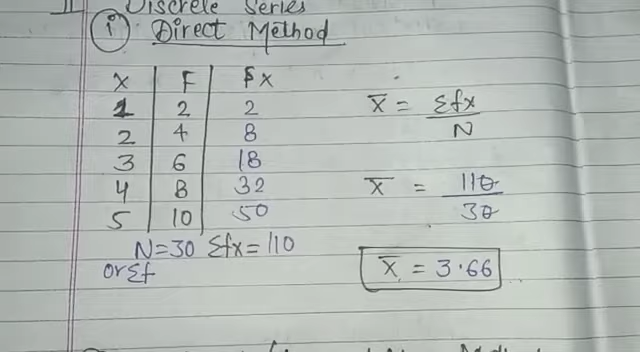 II Discrete Series
(i) Direct Method
X F Fx
1 2 2
2 4 8
3 6 18
4 8 32
5 10 50
N=30 Σfx=110
or Σf
X̄ = Σfx / N
X̄ = 110 / 30
X̄ = 3.66